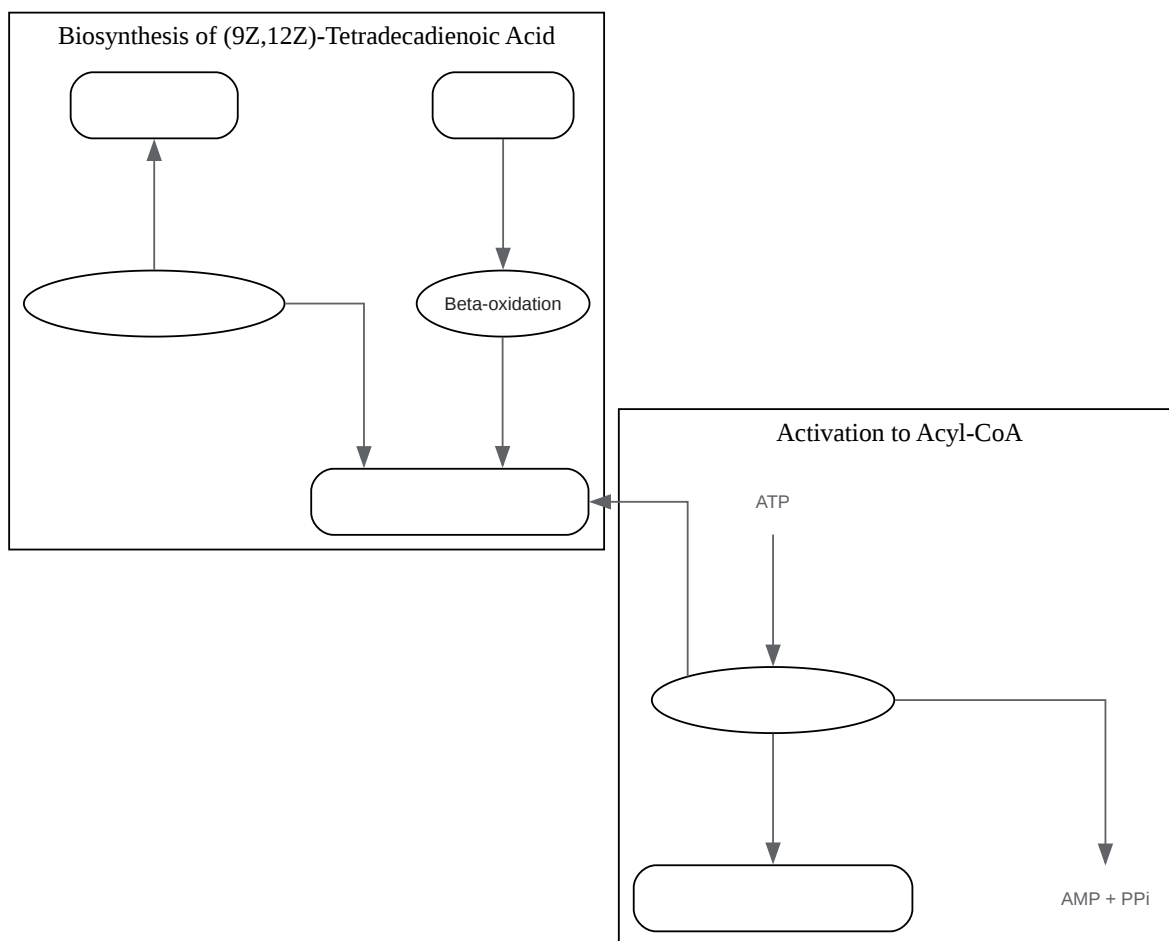 Biosynthesis of (9Z,12Z)-Tetradecadienoic Acid
Beta-oxidation
Activation to Acyl-CoA
ATP
AMP + PPi